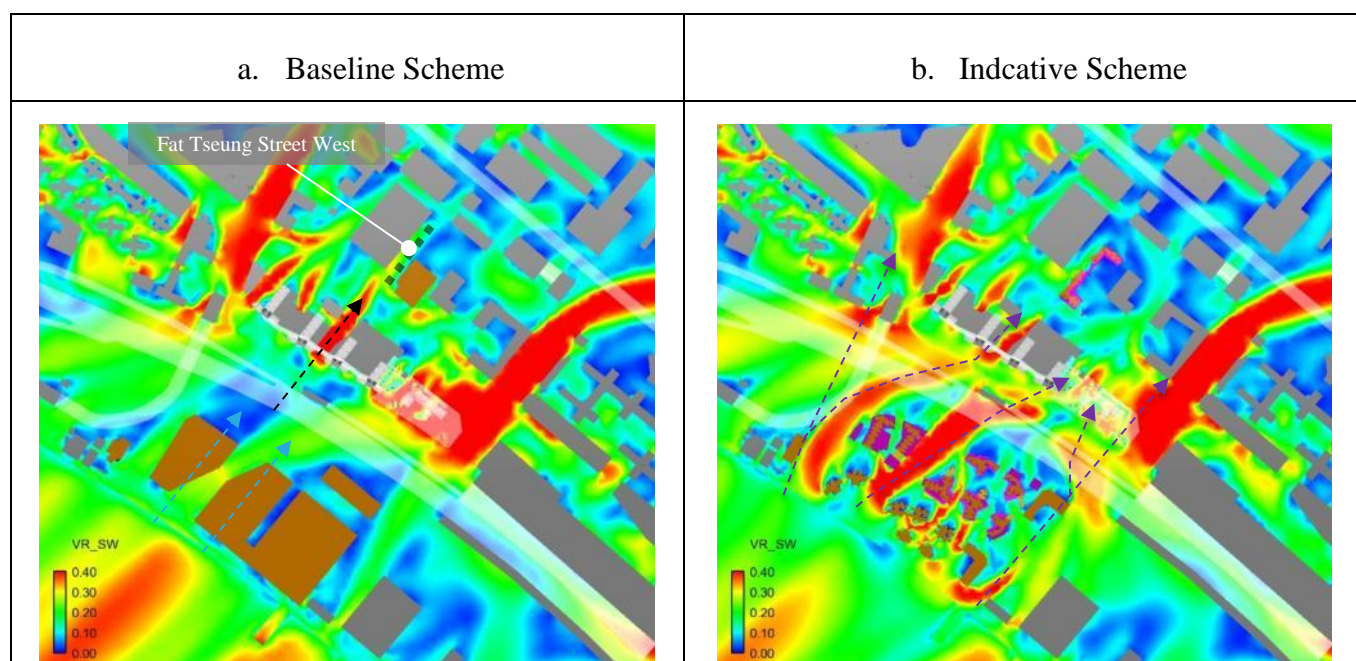 a. Baseline Scheme
b. Indcative Scheme
Fat Tseung Street West
VR_SW
0.40
0.30
0.20
0.10
0.00
VR_SW
0.40
0.30
0.20
0.10
0.00